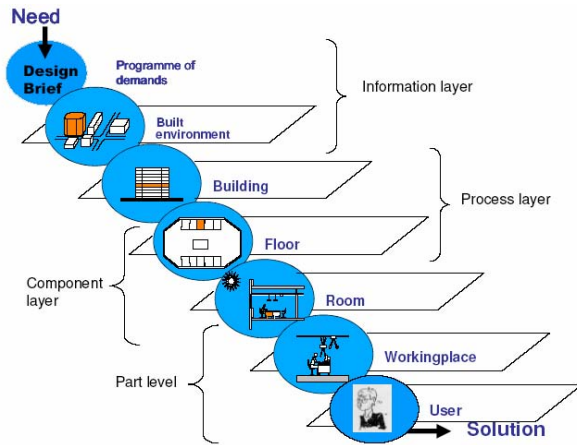 Need
Design
Brief
Programme of
demands
Information layer
Built
environment
Building
Process layer
Floor
Component
layer
Room
Workingplace
Part level
User
Solution